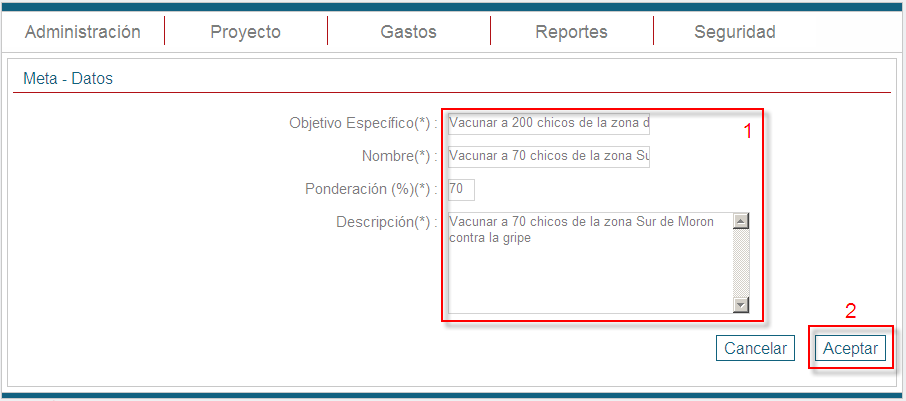 Administración Proyecto Gastos Reportes Seguridad
Meta - Datos
Objetivo Específico(*) : Vacunar a 200 chicos de la zona d
1
Nombre(*) : Vacunar a 70 chicos de la zona Su
Ponderación (%)(*) : 70
Descripción(*) : Vacunar a 70 chicos de la zona Sur de Moron
contra la gripe
2
Cancelar Aceptar